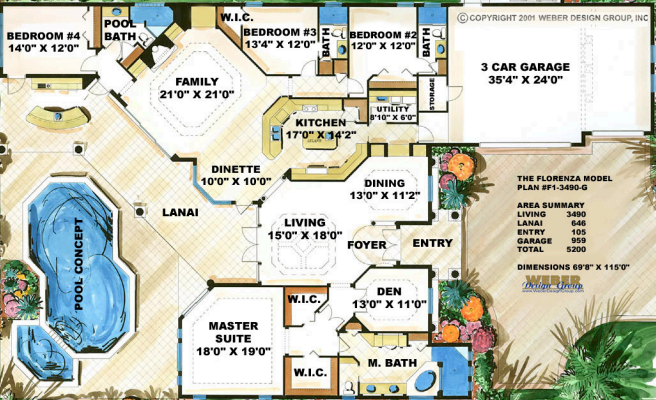 © COPYRIGHT 2001 WEBER DESIGN GROUP, INC
BEDROOM #4
14'0" X 12'0"
POOL
BATH
W.I.C.
BEDROOM #3
13'4" X 12'0"
BATH
BEDROOM #2
12'0" X 12'0"
BATH
3 CAR GARAGE
35'4" X 24'0"
FAMILY
21'0" X 21'0"
STORAGE
UTILITY
8'10" X 6'0"
KITCHEN
17'0" X 14'2"
DINETTE
10'0" X 10'0"
DINING
13'0" X 11'2"
LANAI
LIVING
15'0" X 18'0"
FOYER
ENTRY
POOL CONCEPT
THE FLORENZA MODEL
PLAN #F1-3490-G
AREA SUMMARY
LIVING 3490
LANAI 646
ENTRY 105
GARAGE 959
TOTAL 5200
DIMENSIONS 69'8" X 115'0"
WEBER
Design Group
www.WeberDesignGroup.com
DEN
13'0" X 11'0"
W.I.C.
MASTER
SUITE
18'0" X 19'0"
W.I.C.
M. BATH